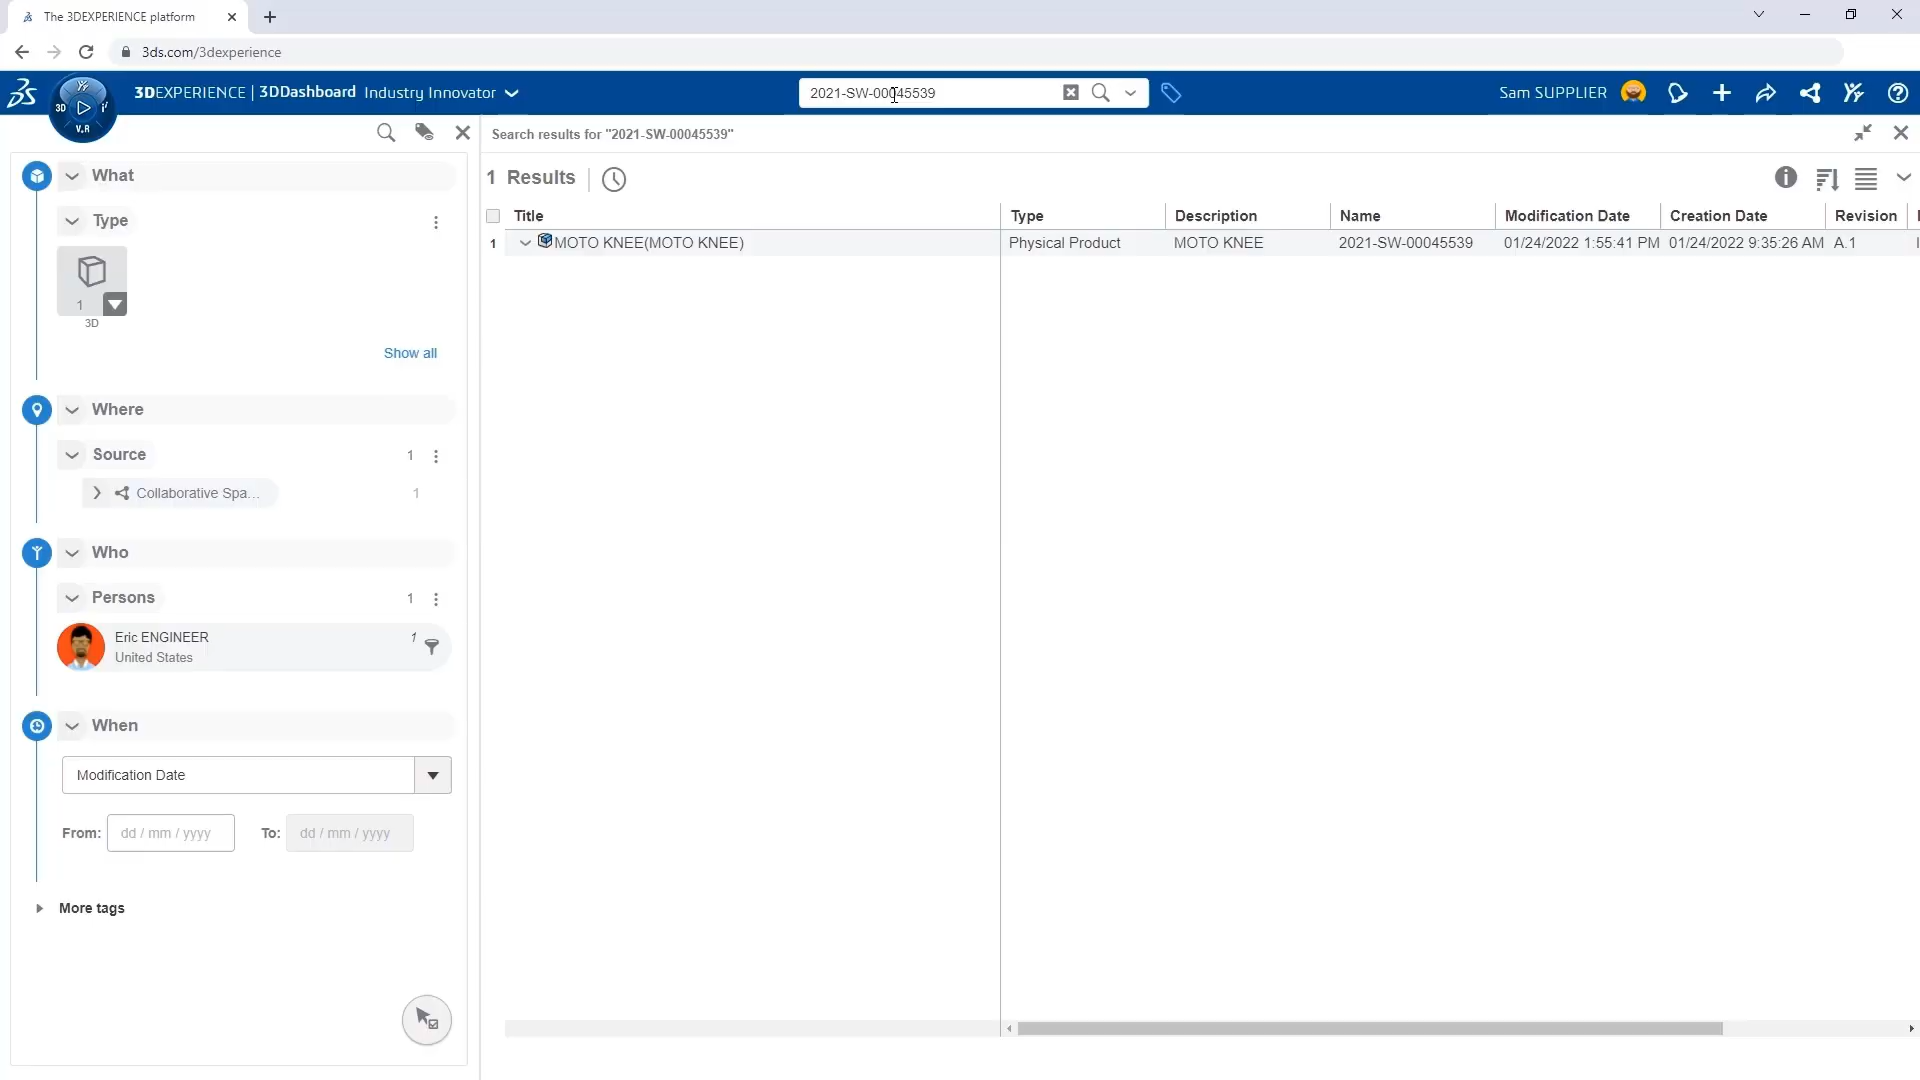 The 3DEXPERIENCE platform
3ds.com/3dexperience
3D
V.R
3DEXPERIENCE | 3DDashboard Industry Innovator
2021-SW-00045539
Sam SUPPLIER
Search results for "2021-SW-00045539"
What
Type
1
3D
Show all
Where
Source 1
Collaborative Spa... 1
Who
Persons 1
Eric ENGINEER 1
United States
When
Modification Date
From: dd / mm / yyyy To: dd / mm / yyyy
More tags
1 Results
Title Type Description Name Modification Date Creation Date Revision
1 MOTO KNEE(MOTO KNEE) Physical Product MOTO KNEE 2021-SW-00045539 01/24/2022 1:55:41 PM 01/24/2022 9:35:26 AM A.1